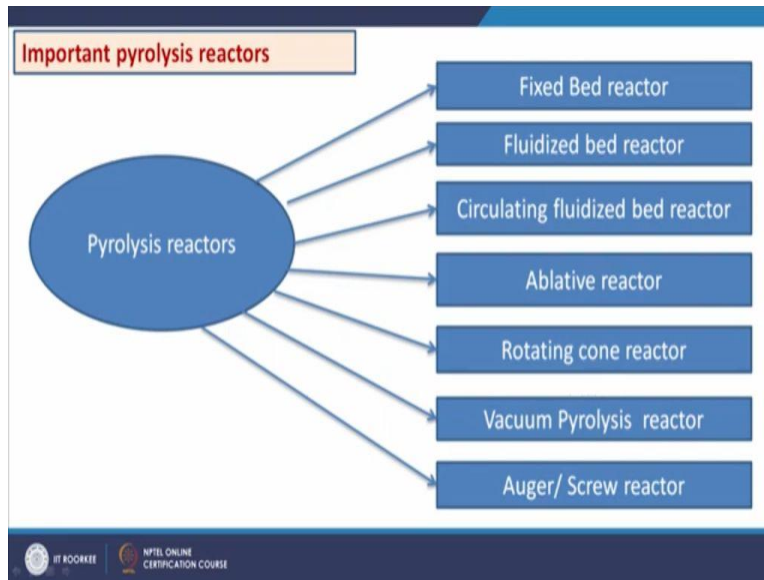 Important pyrolysis reactors
Pyrolysis reactors
Fixed Bed reactor
Fluidized bed reactor
Circulating fluidized bed reactor
Ablative reactor
Rotating cone reactor
Vacuum Pyrolysis reactor
Auger/ Screw reactor
IIT ROORKEE
NPTEL ONLINE
CERTIFICATION COURSE